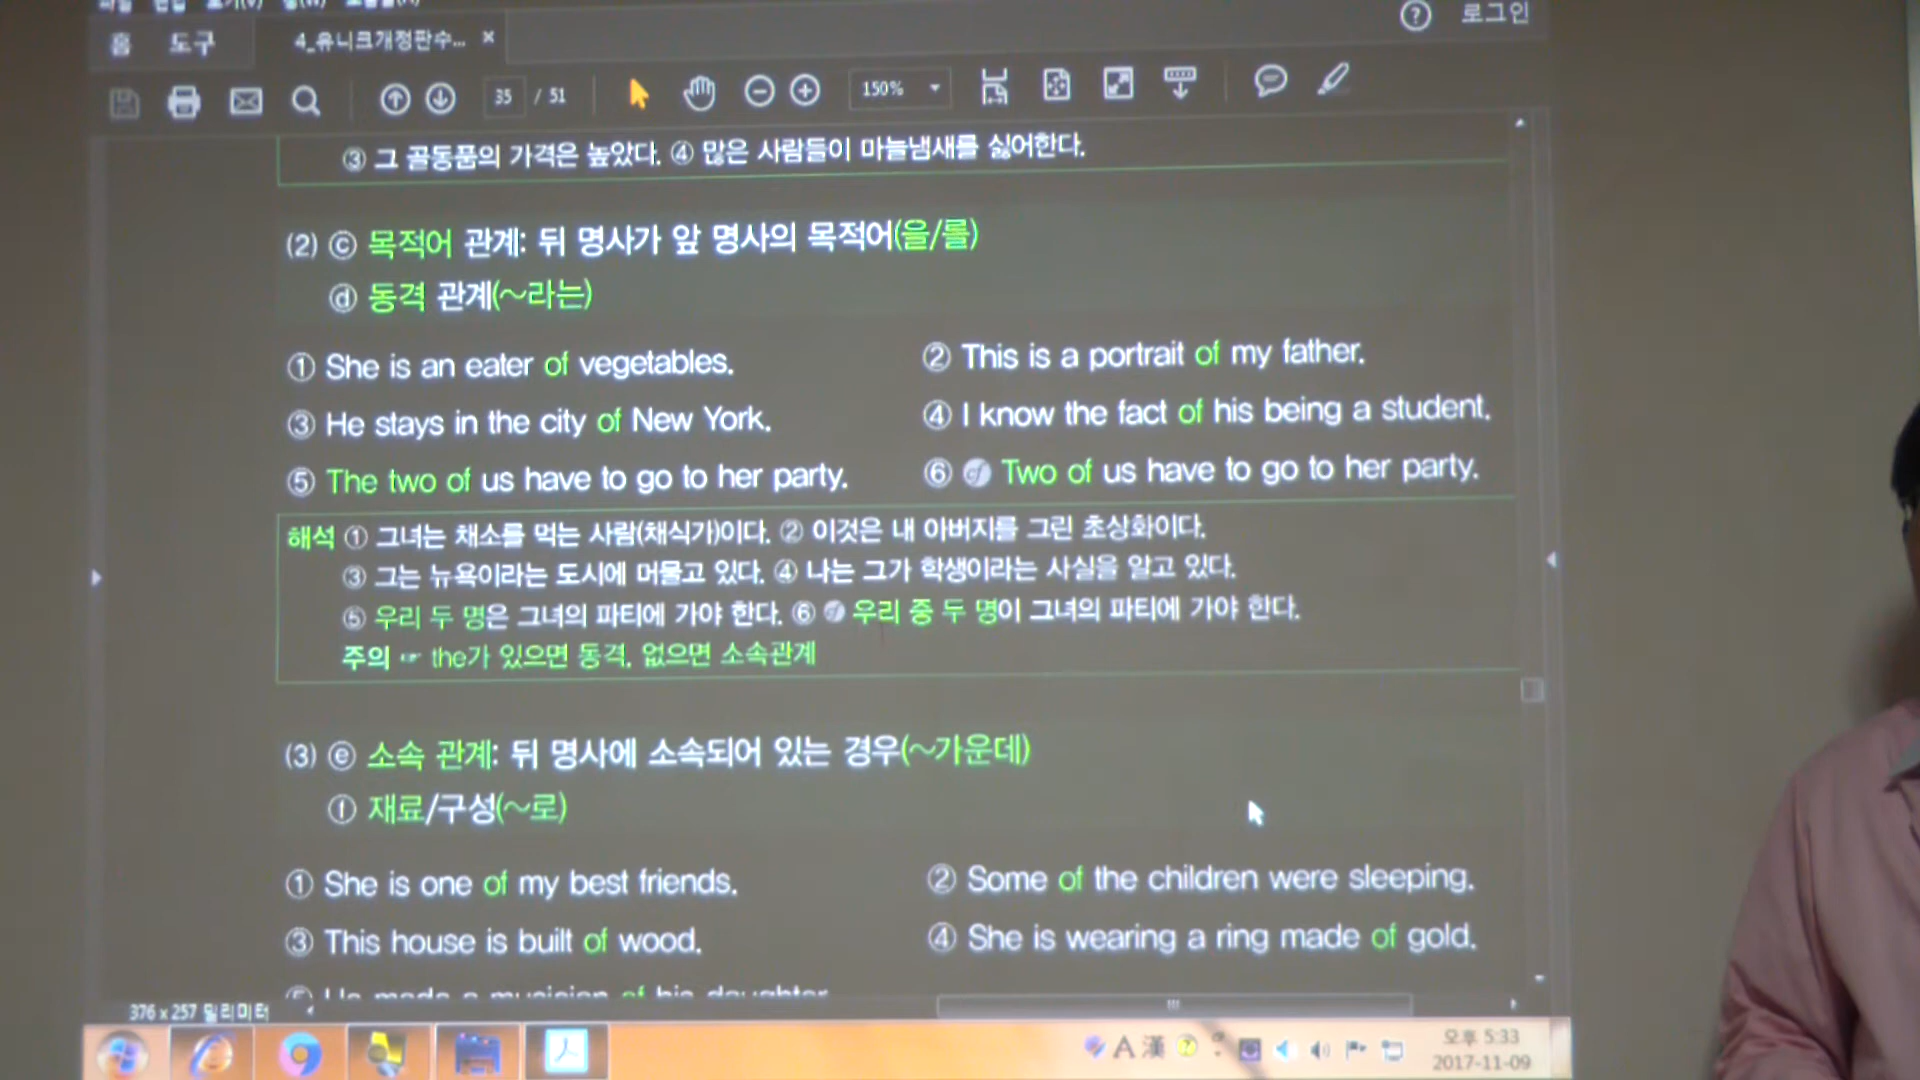 로그인
홈 도구 4_유니크개정판수... ×
35 / 51 150%
③ 그 골동품의 가격은 높았다. ④ 많은 사람들이 마늘냄새를 싫어한다.
(2) ⓒ 목적어 관계: 뒤 명사가 앞 명사의 목적어(을/를)
ⓓ 동격 관계(~라는)
① She is an eater of vegetables. ② This is a portrait of my father.
③ He stays in the city of New York. ④ I know the fact of his being a student.
⑤ The two of us have to go to her party. ⑥ cf Two of us have to go to her party.
해석 ① 그녀는 채소를 먹는 사람(채식가)이다. ② 이것은 내 아버지를 그린 초상화이다.
③ 그는 뉴욕이라는 도시에 머물고 있다. ④ 나는 그가 학생이라는 사실을 알고 있다.
⑤ 우리 두 명은 그녀의 파티에 가야 한다. ⑥ cf 우리 중 두 명이 그녀의 파티에 가야 한다.
주의 ☞ the가 있으면 동격, 없으면 소속관계
(3) ⓔ 소속 관계: 뒤 명사에 소속되어 있는 경우(~가운데)
ⓕ 재료/구성(~로)
① She is one of my best friends. ② Some of the children were sleeping.
③ This house is built of wood. ④ She is wearing a ring made of gold.
⑤ He made a musician of his daughter.
376 x 257 밀리미터
A 漢 오후 5:33
2017-11-09